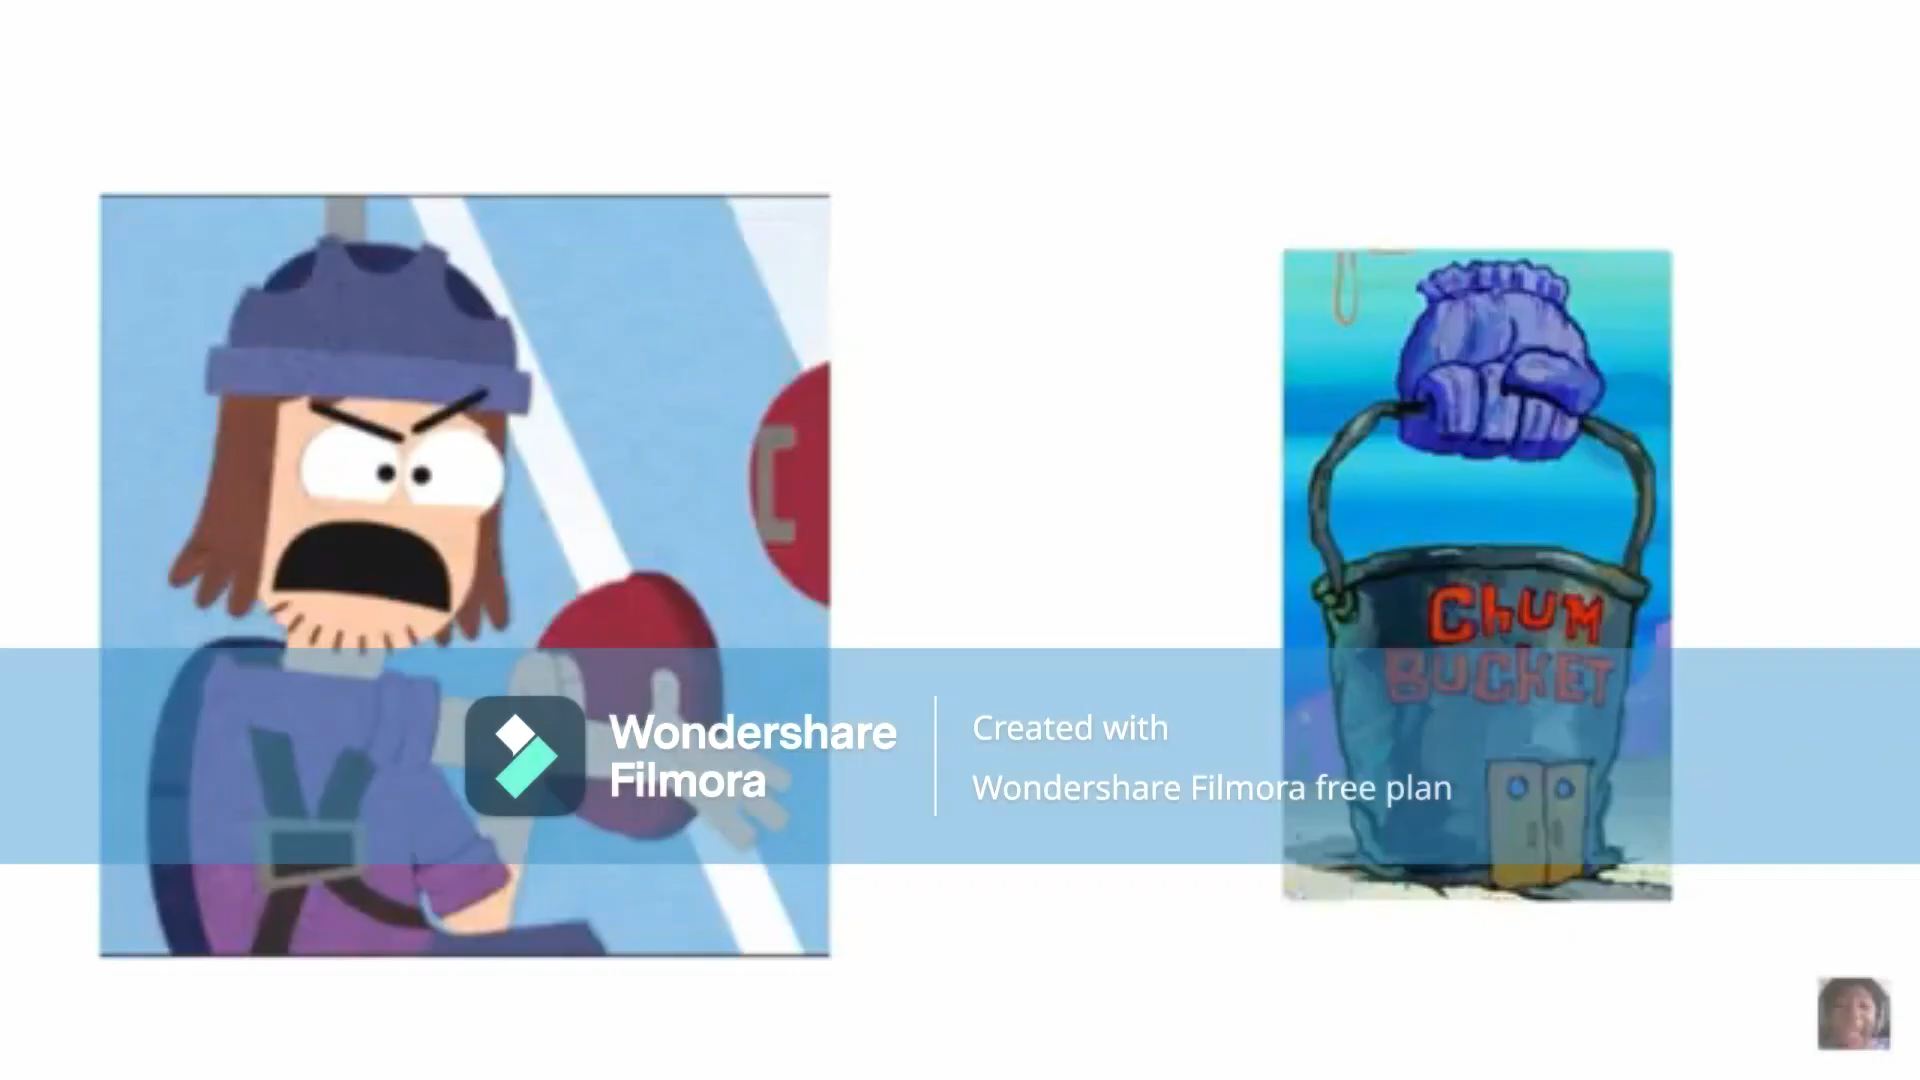 ChUM
BUCKET
Wondershare
Filmora
Created with
Wondershare Filmora free plan